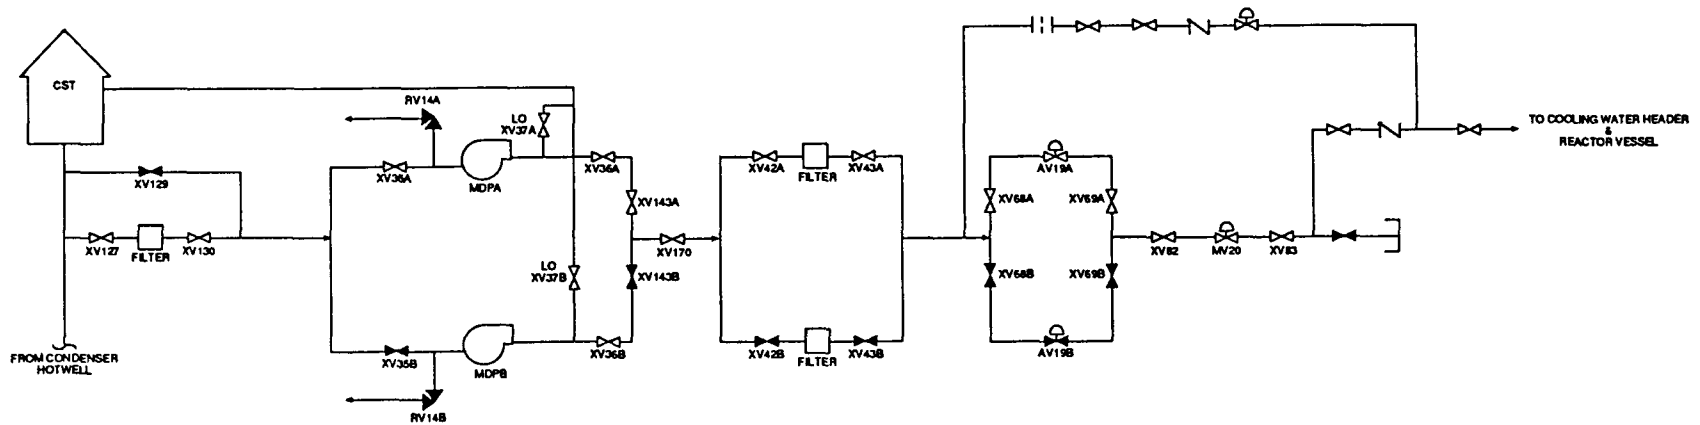 CST
RV14A
LO
XV37A
XV129
XV35A
MDPA
XV36A
XV143A
XV42A
FILTER
XV43A
AV19A
XV68A
XV69A
TO COOLING WATER HEADER
&
REACTOR VESSEL
XV127
FILTER
XV130
LO
XV37B
XV170
XV143B
XV68B
XV69B
XV82
MV20
XV83
FROM CONDENSER
HOTWELL
XV35B
MDPB
XV36B
XV42B
FILTER
XV43B
AV19B
RV14B